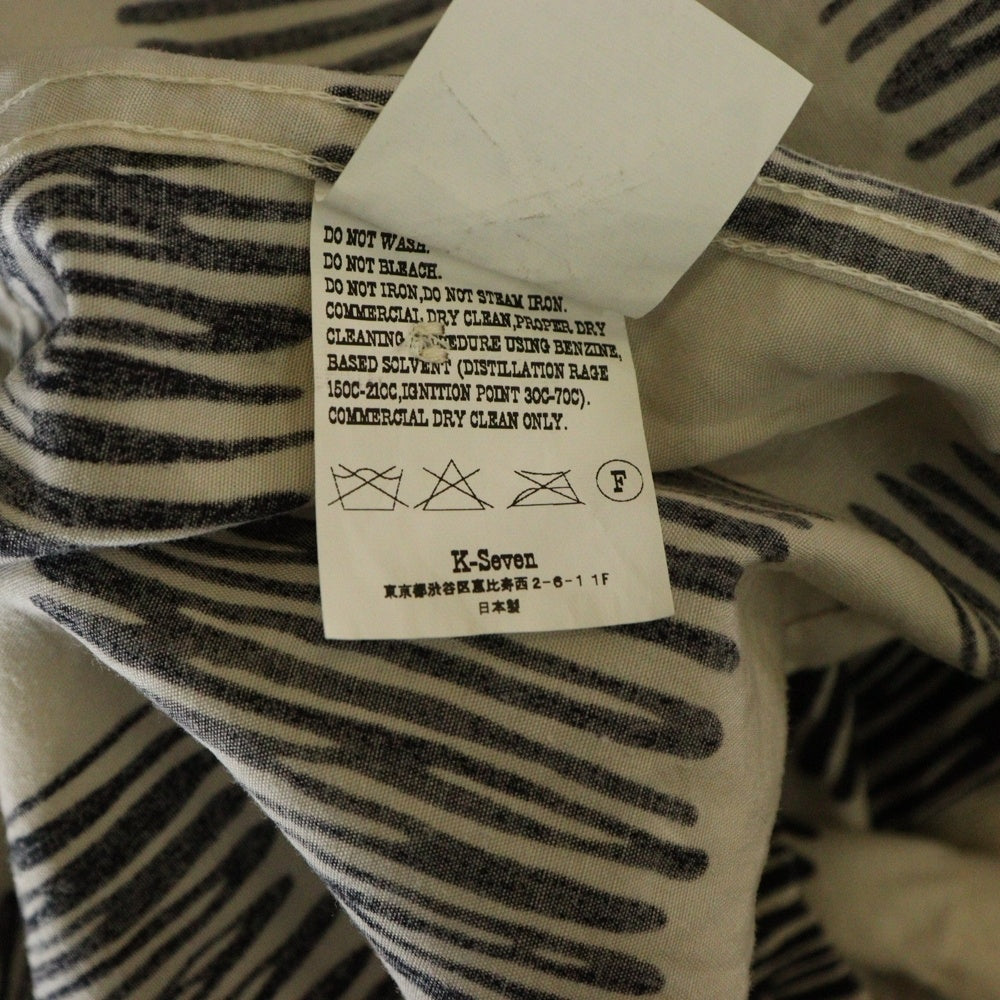 DO NOT WASH.
DO NOT BLEACH.
DO NOT IRON,DO NOT STEAM IRON.
COMMERCIAL DRY CLEAN,PROPER DRY
CLEANING PROCEDURE USING BENZINE,
BASED SOLVENT (DISTILLATION RAGE
150C-210C,IGNITION POINT 30C-70C).
COMMERCIAL DRY CLEAN ONLY.
F
K-Seven
東京都渋谷区恵比寿西2-6-11F
日本製